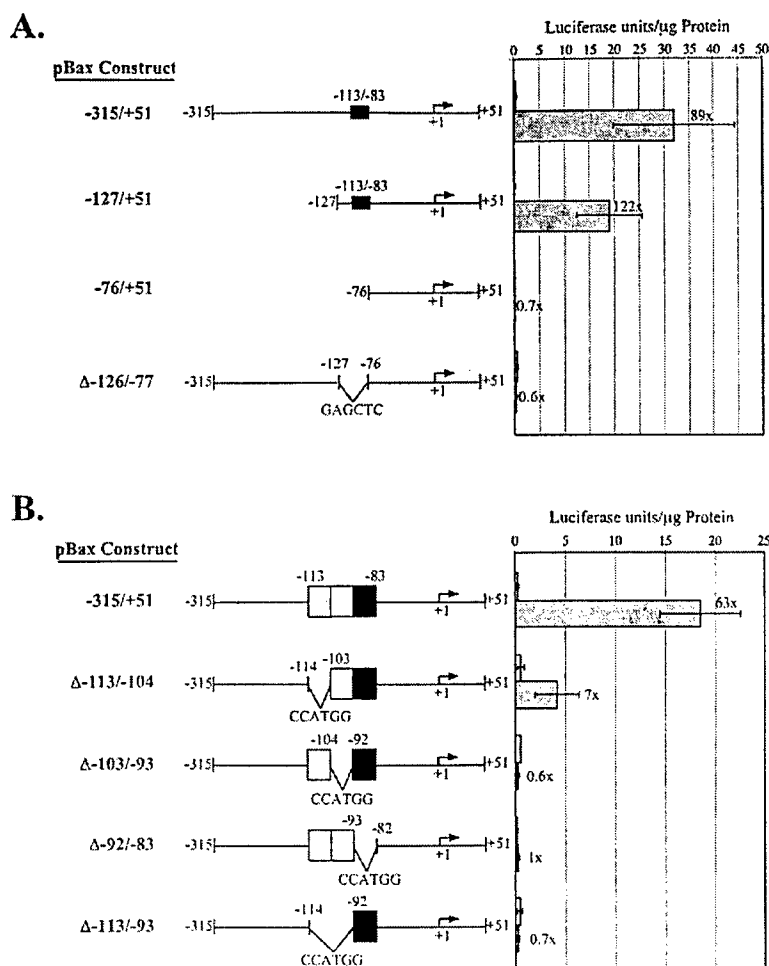 A.
Luciferase units/µg Protein
pBax Construct
0 5 10 15 20 25 30 35 40 45 50
-113/-83
-315/+51 -315 +1 +51 89x
-113/-83
-127/+51 -127 +1 +51 122x
-76/+51 -76 +1 +51 0.7x
-127 -76
Δ-126/-77 -315 +1 +51 0.6x
GAGCTC
B.
Luciferase units/µg Protein
pBax Construct
0 5 10 15 20 25
-113 -83
-315/+51 -315 +1 +51 63x
-114 -103
Δ-113/-104 -315 +1 +51 7x
CCATGG
-104 -92
Δ-103/-93 -315 +1 +51 0.6x
CCATGG
-93 -82
Δ-92/-83 -315 +1 +51 1x
CCATGG
-114 -92
Δ-113/-93 -315 +1 +51 0.7x
CCATGG